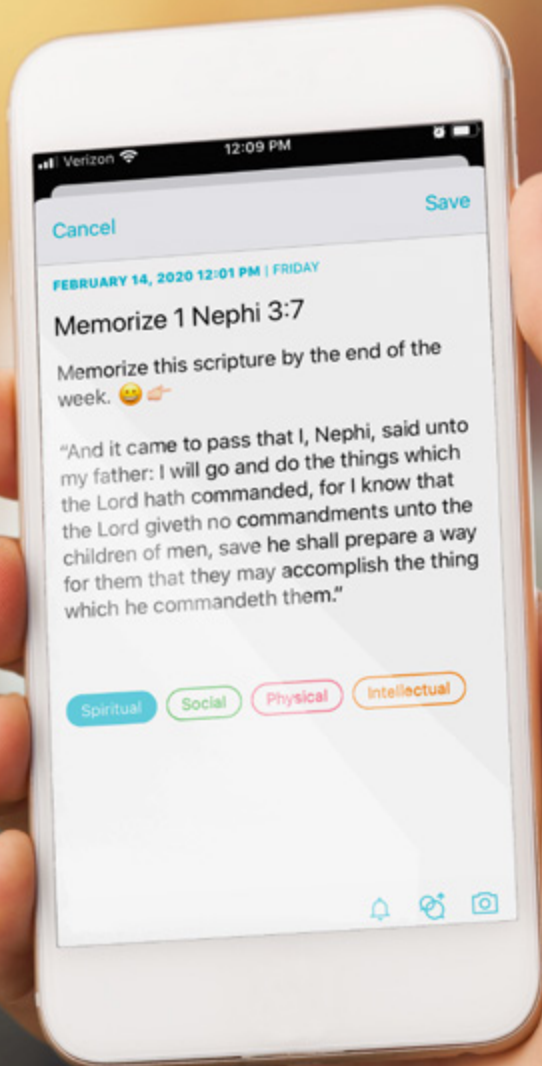 Verizon 12:09 PM
Cancel Save
FEBRUARY 14, 2020 12:01 PM | FRIDAY
Memorize 1 Nephi 3:7
Memorize this scripture by the end of the
week. 😀👉
“And it came to pass that I, Nephi, said unto
my father: I will go and do the things which
the Lord hath commanded, for I know that
the Lord giveth no commandments unto the
children of men, save he shall prepare a way
for them that they may accomplish the thing
which he commandeth them.”
Spiritual Social Physical Intellectual